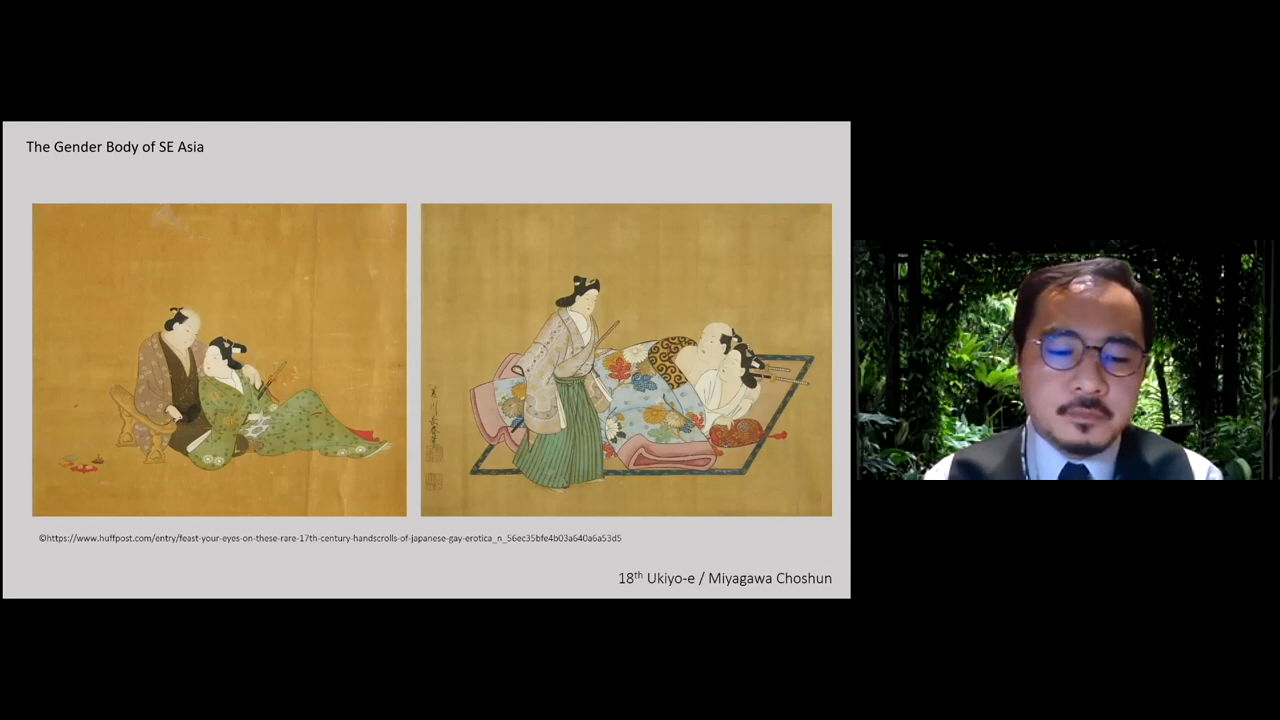 The Gender Body of SE Asia
©https://www.huffpost.com/entry/feast-your-eyes-on-these-rare-17th-century-handscrolls-of-japanese-gay-erotica_n_56ec35bfe4b03a640a6a53d5
18th Ukiyo-e / Miyagawa Choshun